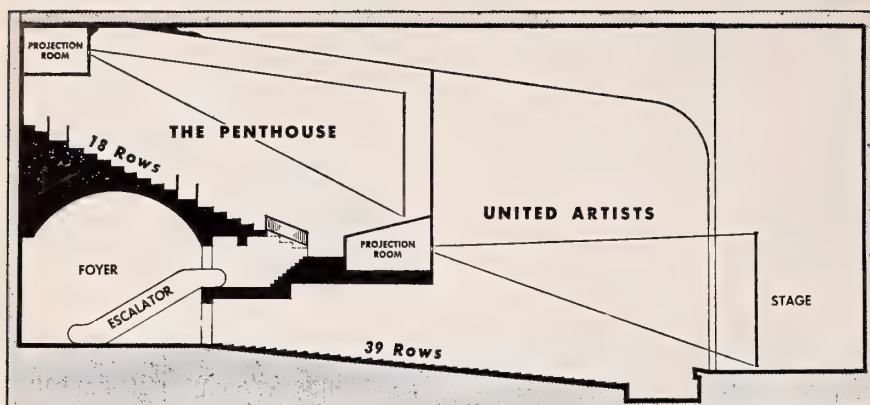 PROJECTION
ROOM
THE PENTHOUSE
18 Rows
UNITED ARTISTS
PROJECTION
ROOM
FOYER
ESCALATOR
STAGE
39 Rows